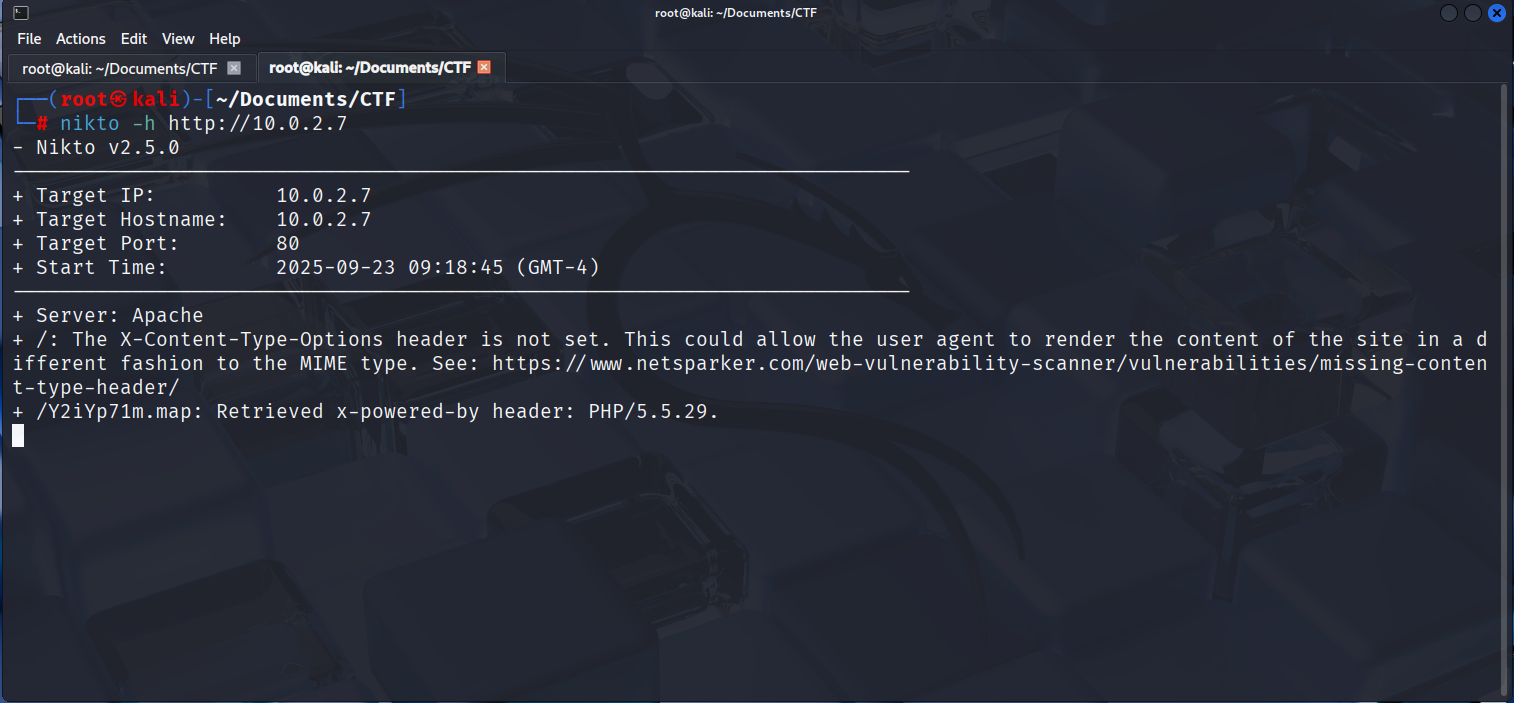 root@kali: ~/Documents/CTF
File Actions Edit View Help
root@kali: ~/Documents/CTF root@kali: ~/Documents/CTF
┌──(root㉿kali)-[~/Documents/CTF]
└─# nikto -h http://10.0.2.7
- Nikto v2.5.0
+ Target IP: 10.0.2.7
+ Target Hostname: 10.0.2.7
+ Target Port: 80
+ Start Time: 2025-09-23 09:18:45 (GMT-4)
+ Server: Apache
+ /: The X-Content-Type-Options header is not set. This could allow the user agent to render the content of the site in a d
ifferent fashion to the MIME type. See: https://www.netsparker.com/web-vulnerability-scanner/vulnerabilities/missing-conten
t-type-header/
+ /Y2iYp71m.map: Retrieved x-powered-by header: PHP/5.5.29.